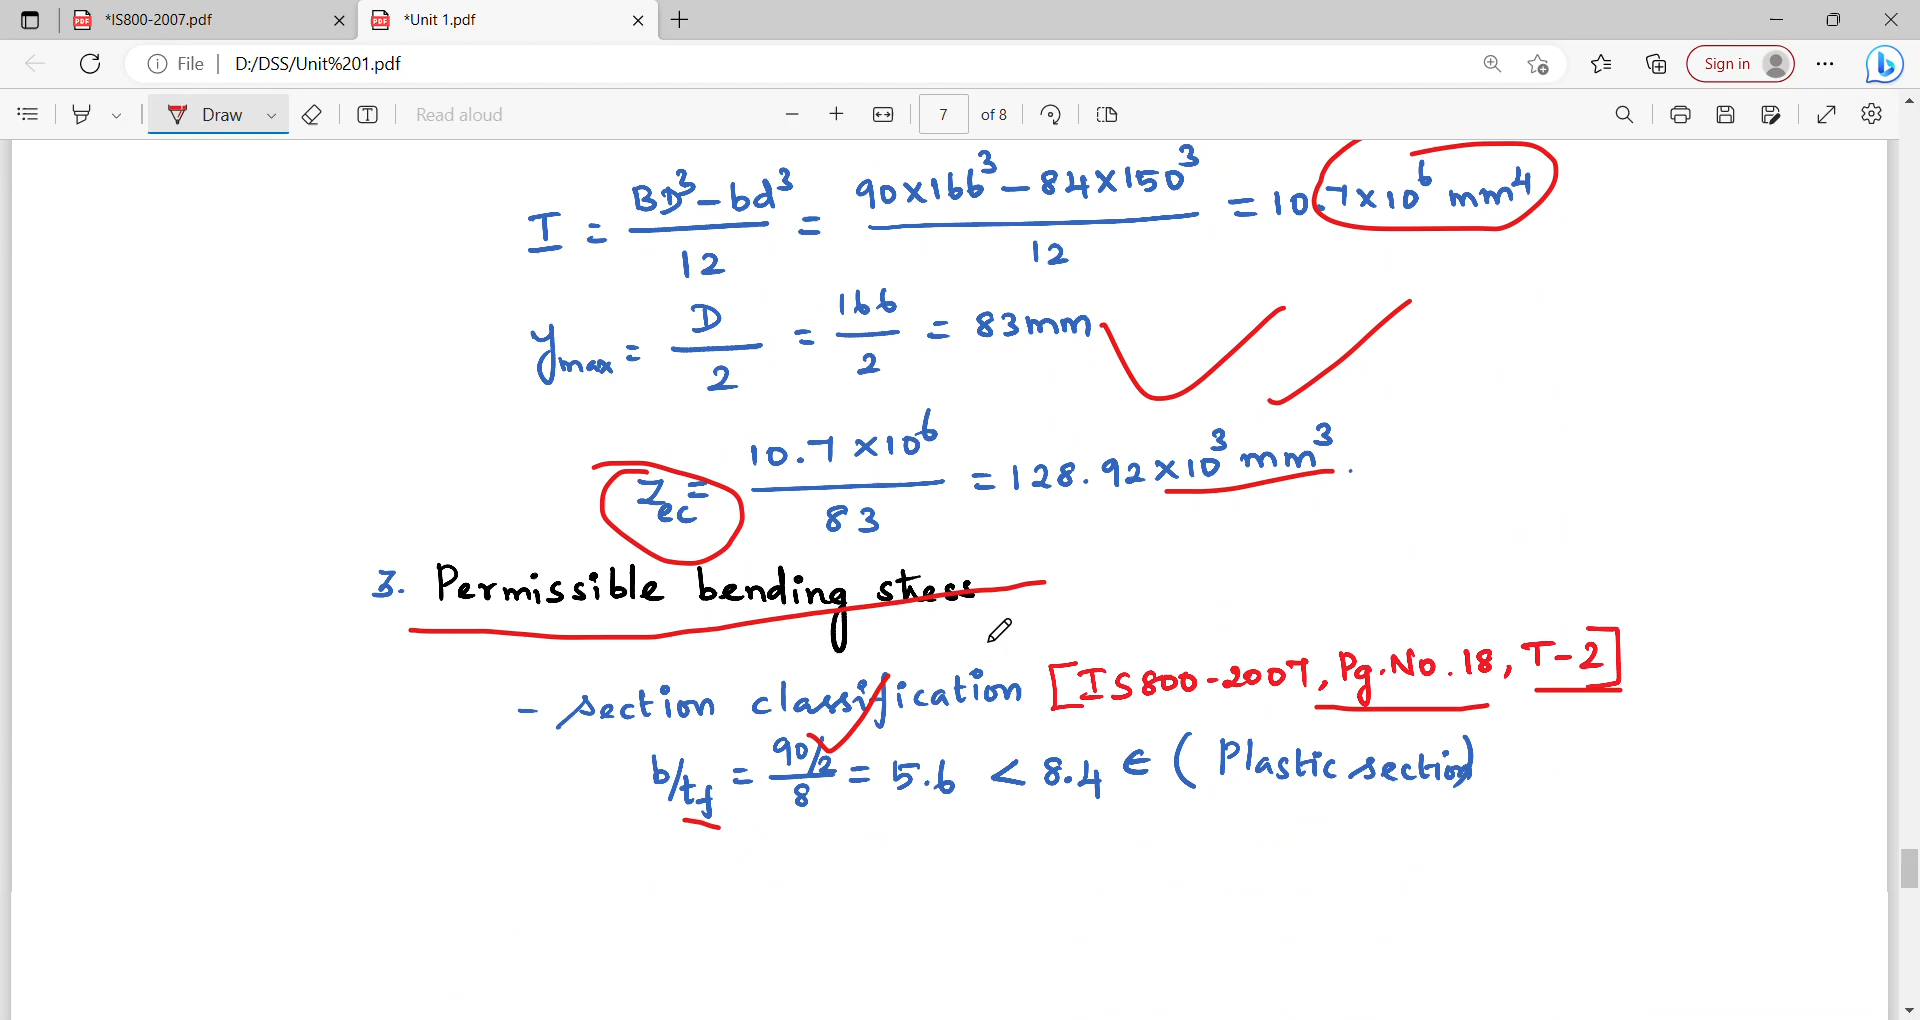 *IS800-2007.pdf
*Unit 1.pdf
File D:/DSS/Unit%201.pdf
Sign in
Draw
Read aloud
7 of 8
I = BD³ - bd³ / 12 = 90×166³ - 84×150³ / 12 = 10.7×10⁶ mm⁴
ymax = D / 2 = 166 / 2 = 83mm
Zec = 10.7×10⁶ / 83 = 128.92×10³ mm³.
3. Permissible bending stress
- section classification [IS800-2007, Pg.No.18, T-2]
b/tf = 90/2 / 8 = 5.6 < 8.4 ∈ ( Plastic section)